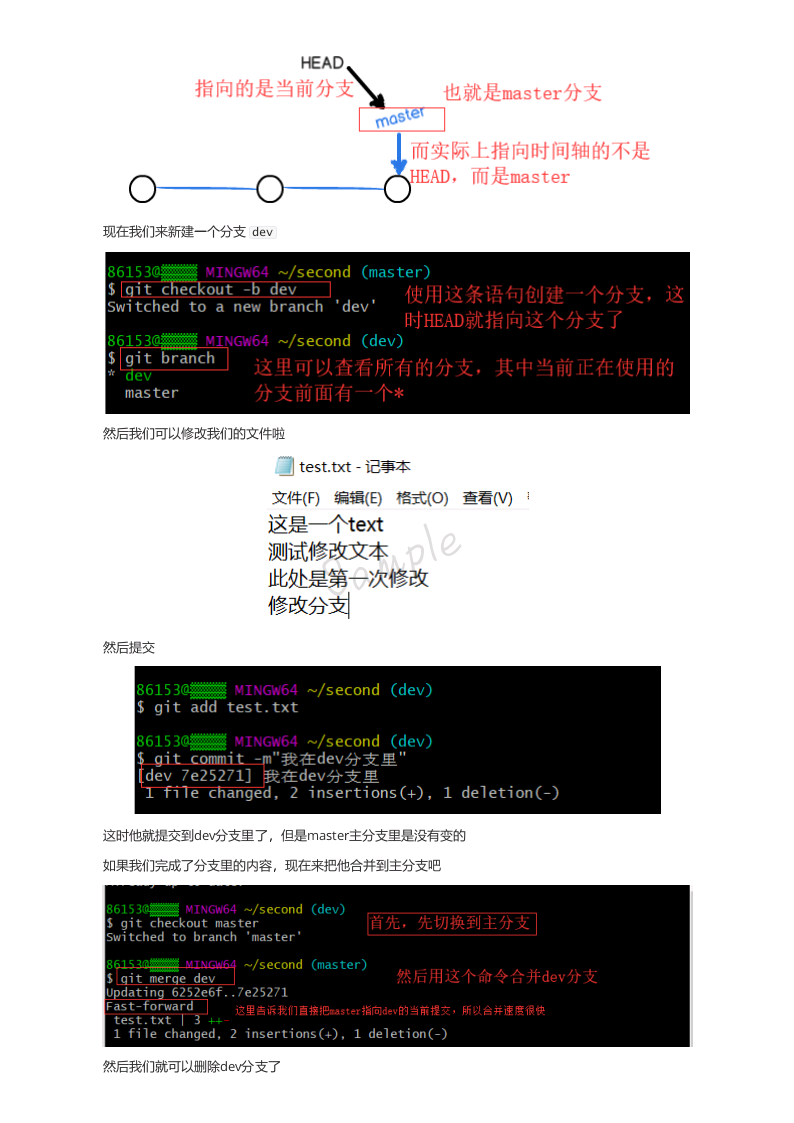 HEAD
指向的是当前分支
也就是master分支
master
而实际上指向时间轴的不是
HEAD，而是master
现在我们来新建一个分支 dev
86153@ MINGW64 ~/second (master)
$ git checkout -b dev
Switched to a new branch 'dev'
使用这条语句创建一个分支，这
时HEAD就指向这个分支了
86153@ MINGW64 ~/second (dev)
$ git branch
* dev
master
这里可以查看所有的分支，其中当前正在使用的
分支前面有一个*
然后我们可以修改我们的文件啦
test.txt - 记事本
文件(F) 编辑(E) 格式(O) 查看(V)
这是一个text
测试修改文本
此处是第一次修改
修改分支
Sample
然后提交
86153@ MINGW64 ~/second (dev)
$ git add test.txt
86153@ MINGW64 ~/second (dev)
$ git commit -m"我在dev分支里"
[dev 7e25271] 我在dev分支里
1 file changed, 2 insertions(+), 1 deletion(-)
这时他就提交到dev分支里了，但是master主分支里是没有变的
如果我们完成了分支里的内容，现在来把他合并到主分支吧
86153@ MINGW64 ~/second (dev)
$ git checkout master
Switched to branch 'master'
首先，先切换到主分支
86153@ MINGW64 ~/second (master)
$ git merge dev
然后用这个命令合并dev分支
Updating 6252e6f..7e25271
Fast-forward
这里告诉我们直接把master指向dev的当前提交，所以合并速度很快
test.txt | 3 ++-
1 file changed, 2 insertions(+), 1 deletion(-)
然后我们就可以删除dev分支了